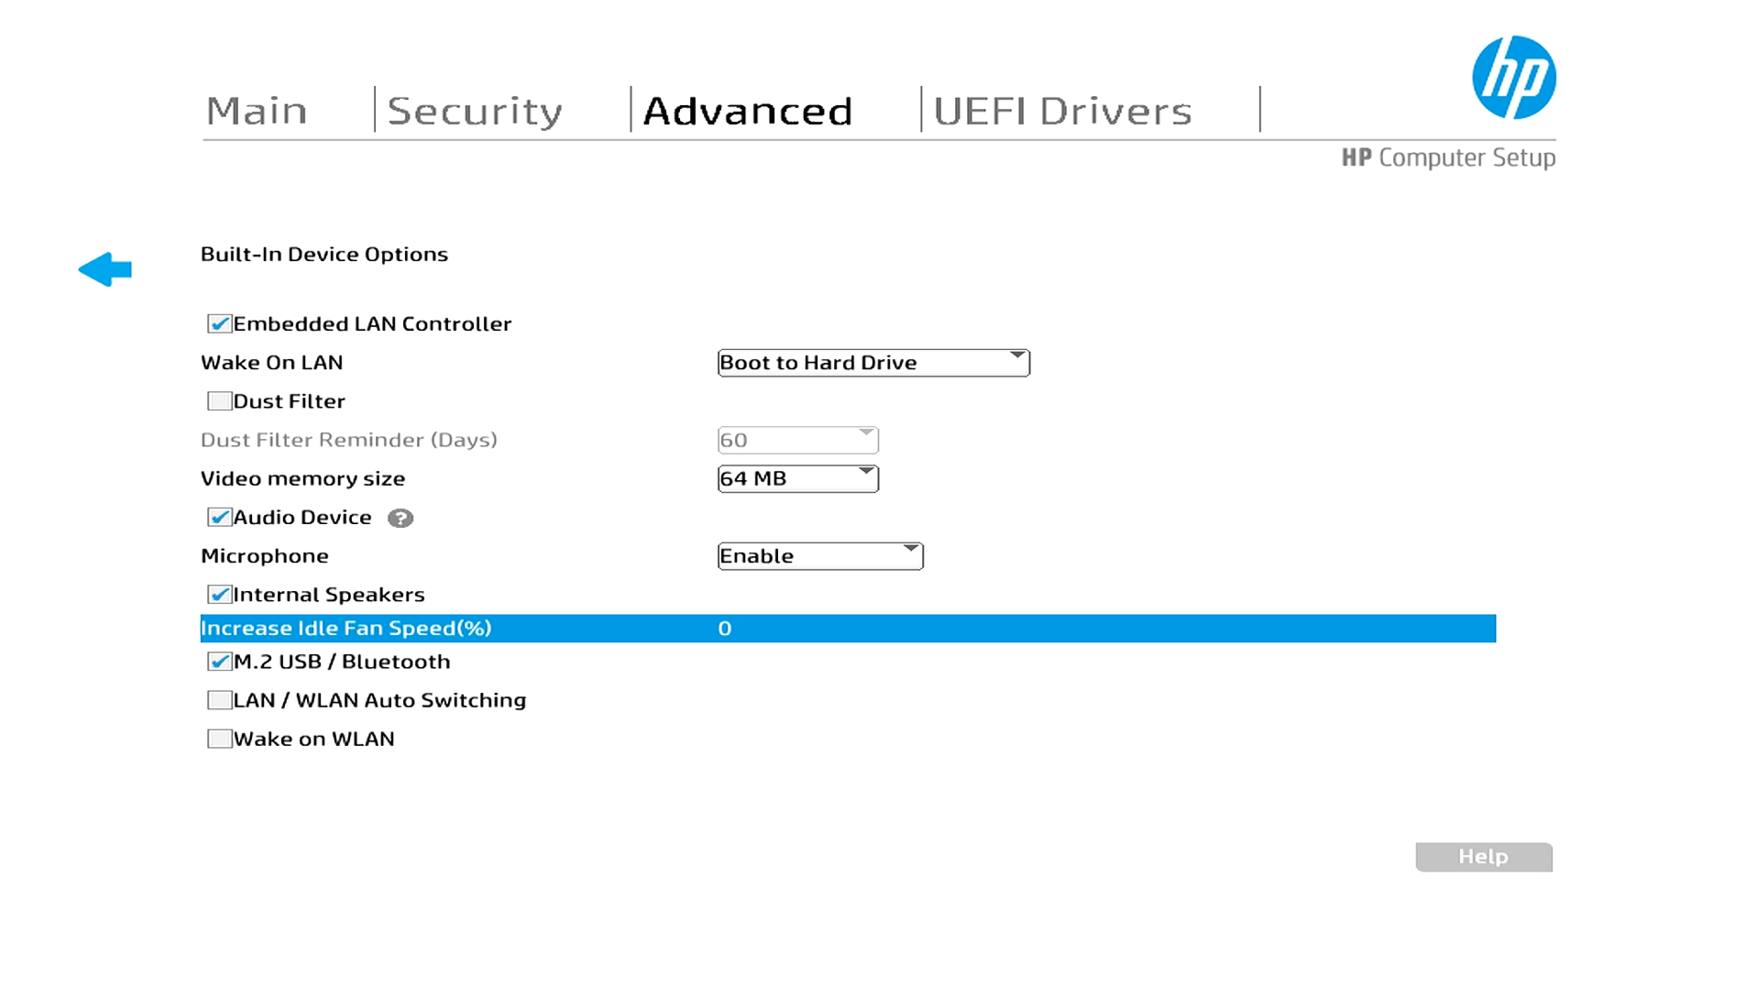 hp
Main Security Advanced UEFI Drivers
HP Computer Setup
Built-In Device Options
Embedded LAN Controller
Wake On LAN Boot to Hard Drive
Dust Filter
Dust Filter Reminder (Days) 60
Video memory size 64 MB
Audio Device ?
Microphone Enable
Internal Speakers
Increase Idle Fan Speed(%) 0
M.2 USB / Bluetooth
LAN / WLAN Auto Switching
Wake on WLAN
Help